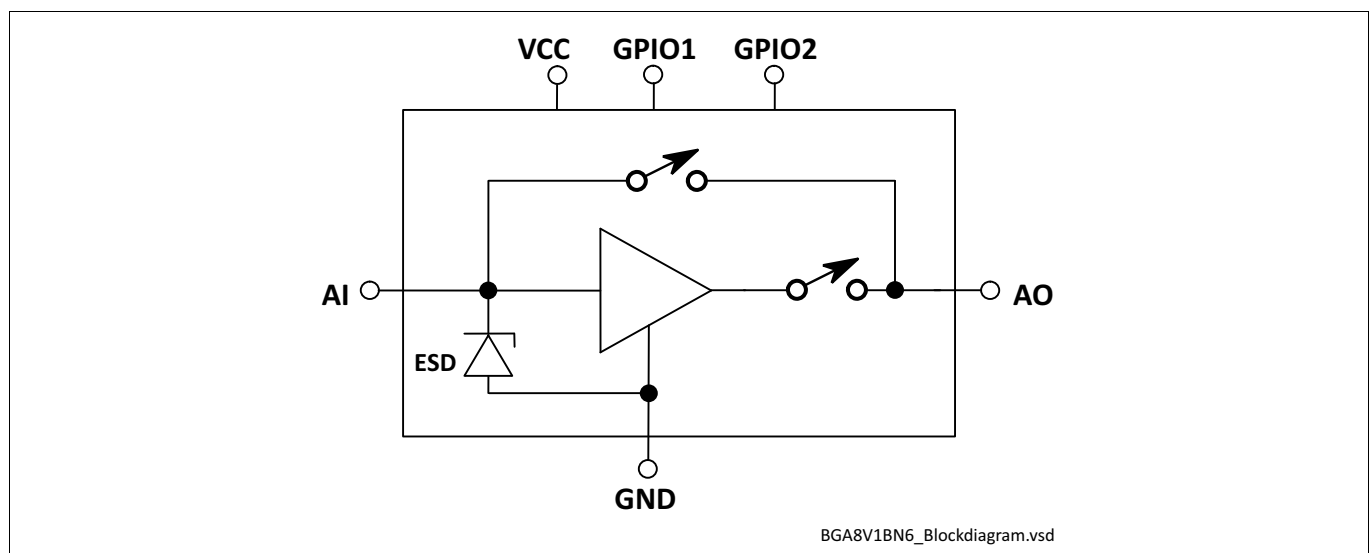 VCC GPIO1 GPIO2
AI
AO
ESD
GND
BGA8V1BN6_Blockdiagram.vsd